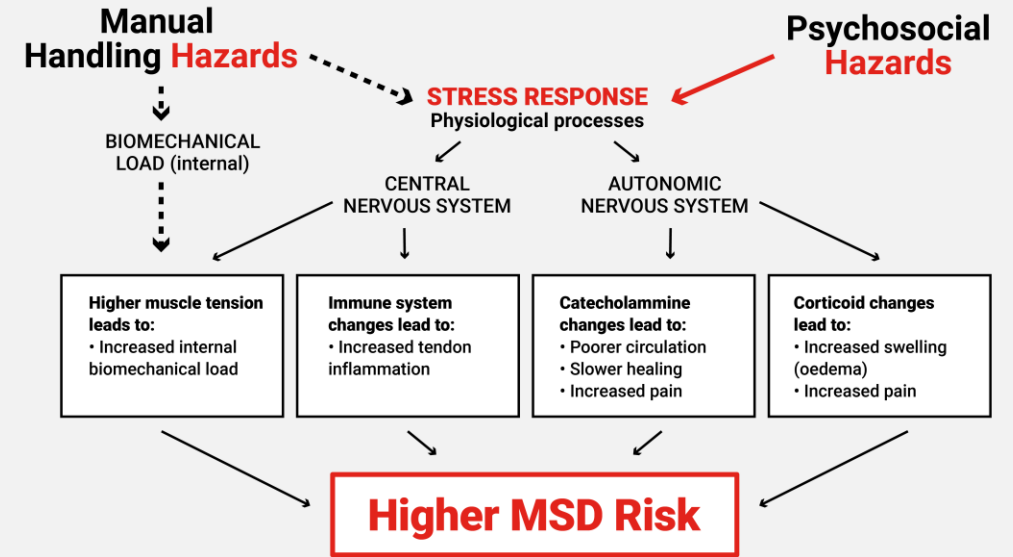 Manual
Handling Hazards
Psychosocial
Hazards
STRESS RESPONSE
Physiological processes
BIOMECHANICAL
LOAD (internal)
CENTRAL
NERVOUS SYSTEM
AUTONOMIC
NERVOUS SYSTEM
Higher muscle tension
leads to:
• Increased internal
biomechanical load
Immune system
changes lead to:
• Increased tendon
inflammation
Catecholammine
changes lead to:
• Poorer circulation
• Slower healing
• Increased pain
Corticoid changes
lead to:
• Increased swelling
(oedema)
• Increased pain
Higher MSD Risk